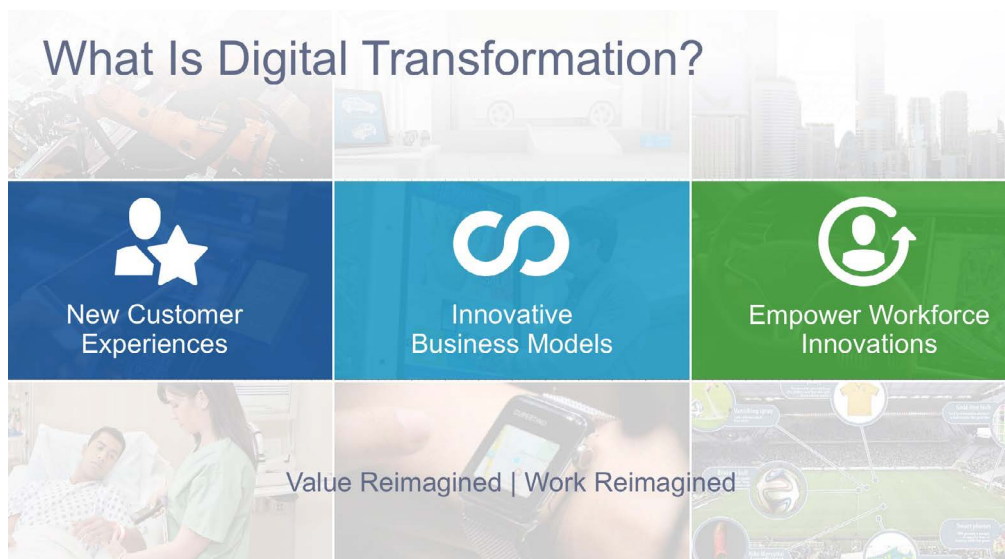 What Is Digital Transformation?
New Customer
Experiences
Innovative
Business Models
Empower Workforce
Innovations
Value Reimagined | Work Reimagined